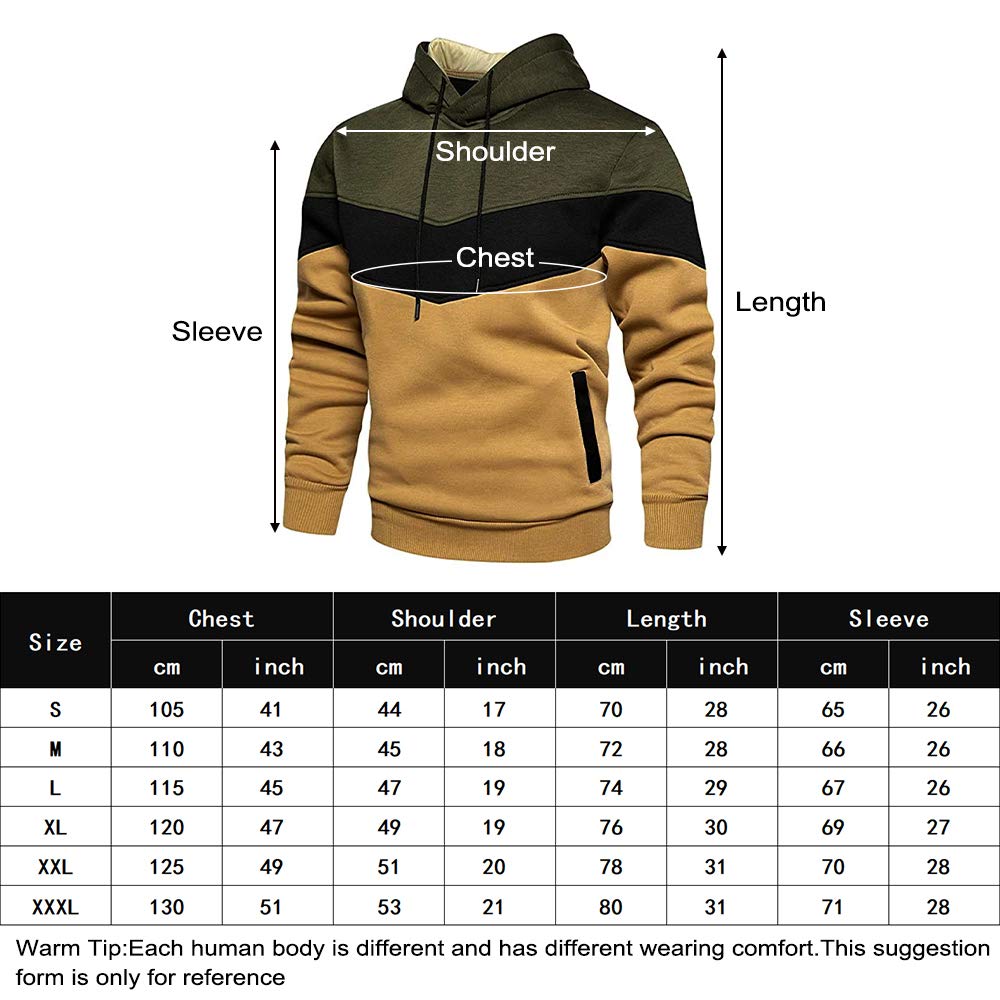 Shoulder
Chest
Sleeve
Length
Size Chest Shoulder Length Sleeve
cm inch cm inch cm inch cm inch
S 105 41 44 17 70 28 65 26
M 110 43 45 18 72 28 66 26
L 115 45 47 19 74 29 67 26
XL 120 47 49 19 76 30 69 27
XXL 125 49 51 20 78 31 70 28
XXXL 130 51 53 21 80 31 71 28
Warm Tip:Each human body is different and has different wearing comfort.This suggestion
form is only for reference